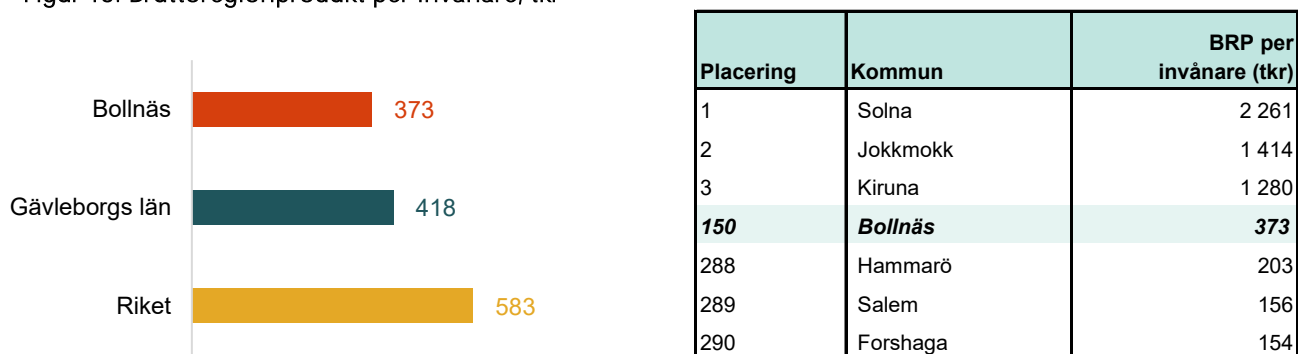 Bollnäs 373
Gävleborgs län 418
Riket 583
Placering Kommun BRP per invånare (tkr)
1 Solna 2 261
2 Jokkmokk 1 414
3 Kiruna 1 280
150 Bollnäs 373
288 Hammarö 203
289 Salem 156
290 Forshaga 154